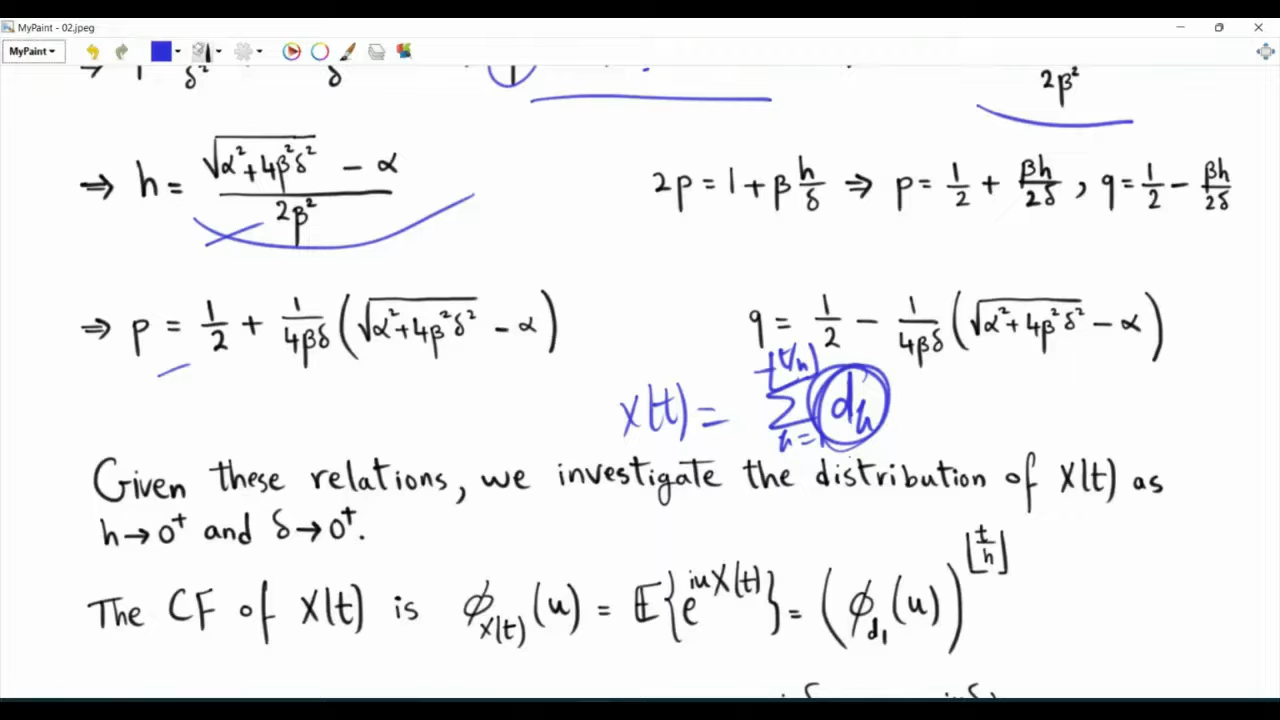 MyPaint - 02.jpeg
MyPaint
δ² δ
2β²
⇒ h = (√(α²+4β²δ²) − α) / 2β²
2p = 1 + β h/δ ⇒ p = 1/2 + βh/2δ , q = 1/2 − βh/2δ
⇒ p = 1/2 + 1/4βδ (√(α²+4β²δ²) − α)
q = 1/2 − 1/4βδ (√(α²+4β²δ²) − α)
X(t) =
Given these relations, we investigate the distribution of X(t) as
h→0⁺ and δ→0⁺.
The CF of X(t) is ϕ_X(t)(u) = E{e^(iuX(t))} = (ϕ_d₁(u))^⌊t/h⌋